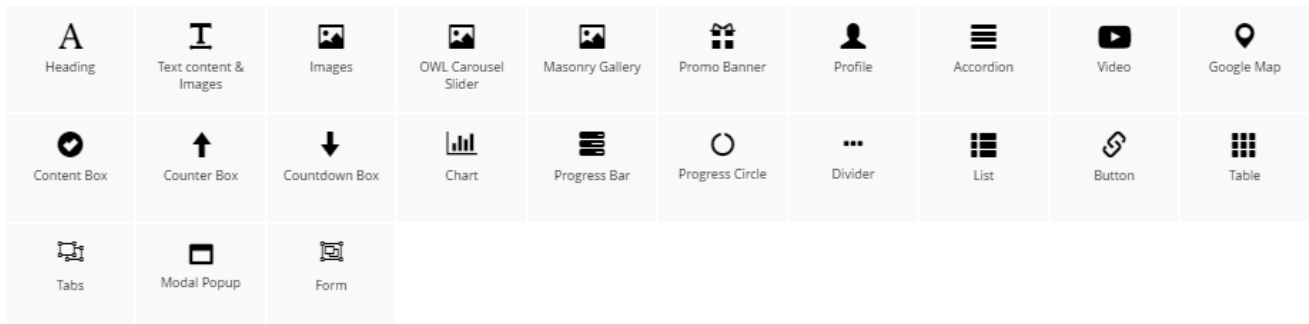 Heading
Text content &
Images
Images
OWL Carousel
Slider
Masonry Gallery
Promo Banner
Profile
Accordion
Video
Google Map
Content Box
Counter Box
Countdown Box
Chart
Progress Bar
Progress Circle
Divider
List
Button
Table
Tabs
Modal Popup
Form